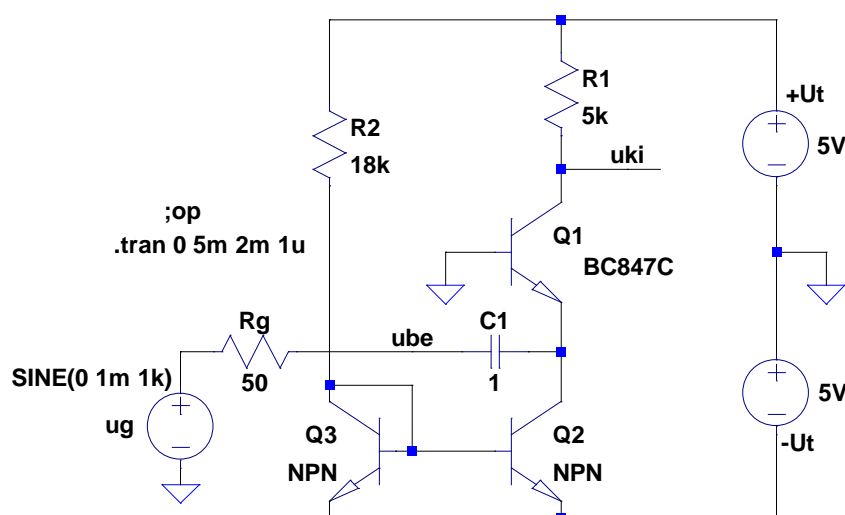 +Ut
R1
5k
5V
R2
18k
uki
;op
.tran 0 5m 2m 1u
Q1
BC847C
Rg
ube
C1
SINE(0 1m 1k)
50
1
5V
ug
Q3
Q2
-Ut
NPN
NPN